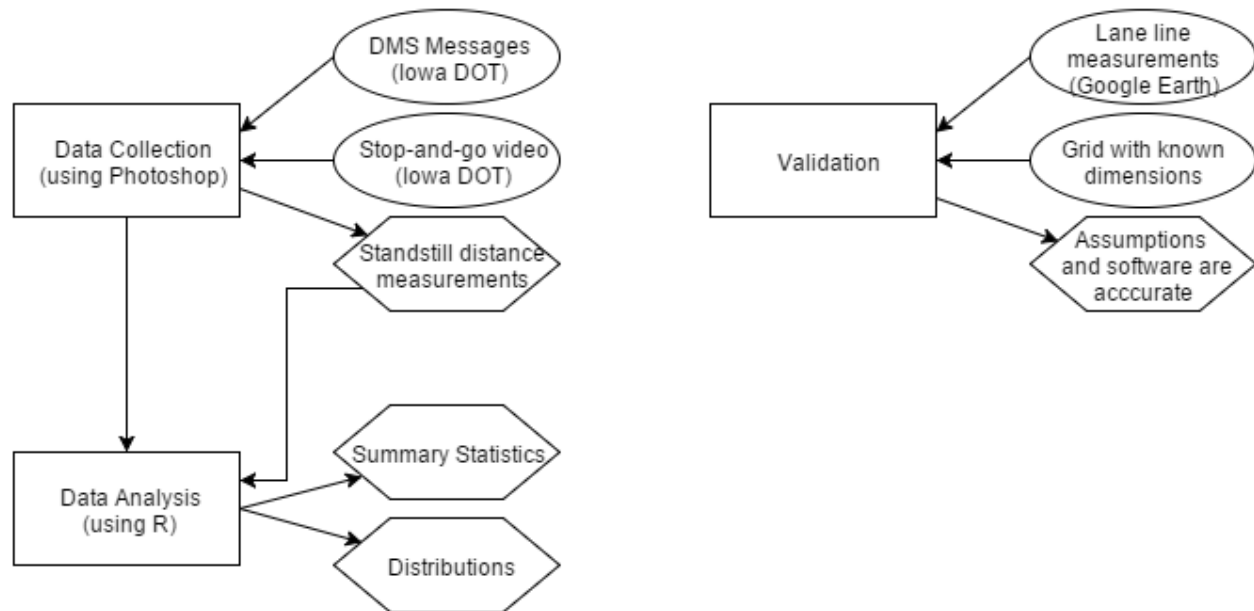 DMS Messages
(Iowa DOT)
Data Collection
(using Photoshop)
Stop-and-go video
(Iowa DOT)
Standstill distance
measurements
Data Analysis
(using R)
Summary Statistics
Distributions
Lane line
measurements
(Google Earth)
Validation
Grid with known
dimensions
Assumptions
and software are
acccurate